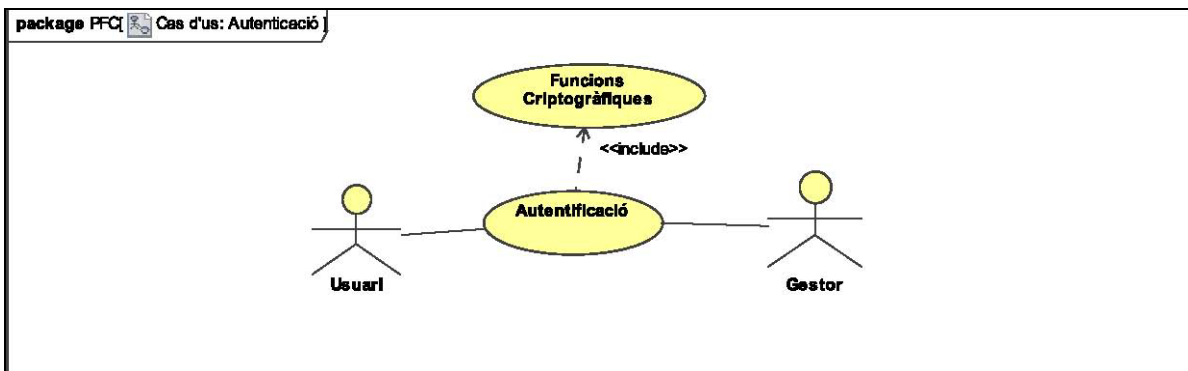 package PFC[ Cas d'us: Autenticació ]
Funcions
Criptogràfiques
<<include>>
Autentificació
Usuari
Gestor